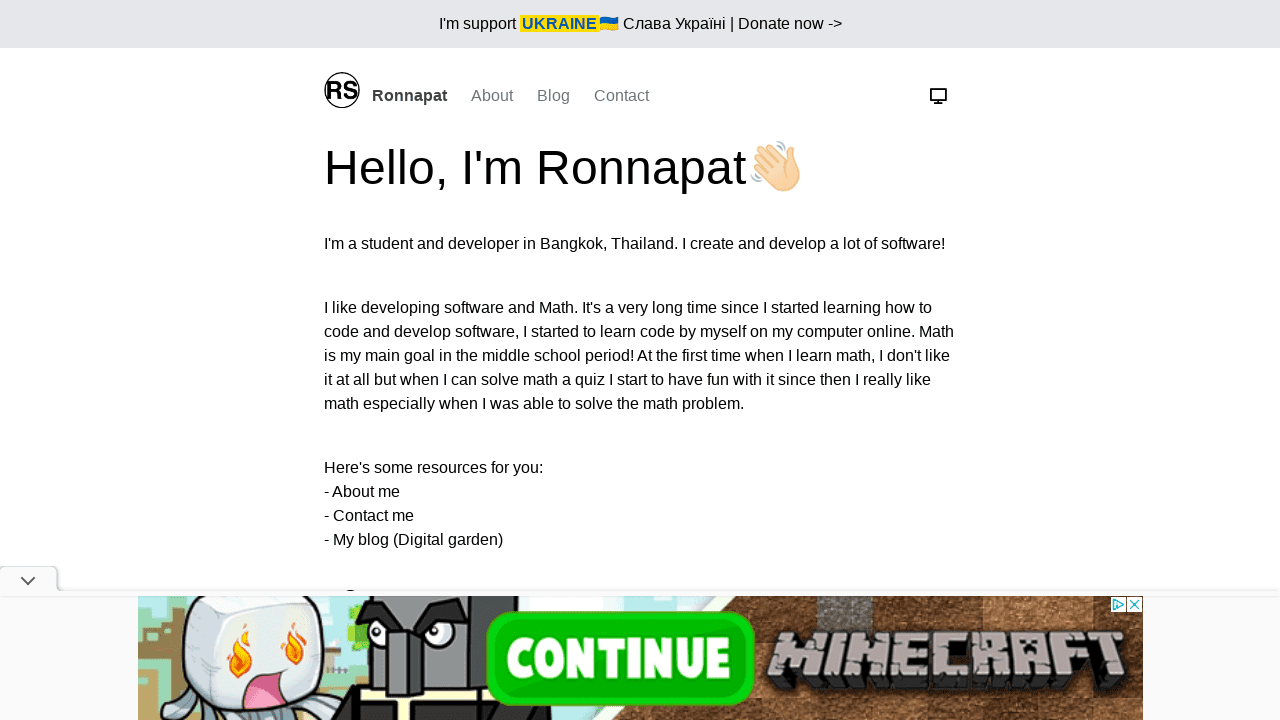 I'm support UKRAINE🇺🇦 Слава Україні | Donate now ->
RS Ronnapat About Blog Contact
Hello, I'm Ronnapat👋🏻
I'm a student and developer in Bangkok, Thailand. I create and develop a lot of software!
I like developing software and Math. It's a very long time since I started learning how to
code and develop software, I started to learn code by myself on my computer online. Math
is my main goal in the middle school period! At the first time when I learn math, I don't like
it at all but when I can solve math a quiz I start to have fun with it since then I really like
math especially when I was able to solve the math problem.
Here's some resources for you:
- About me
- Contact me
- My blog (Digital garden)
CONTINUE
MINECRAFT